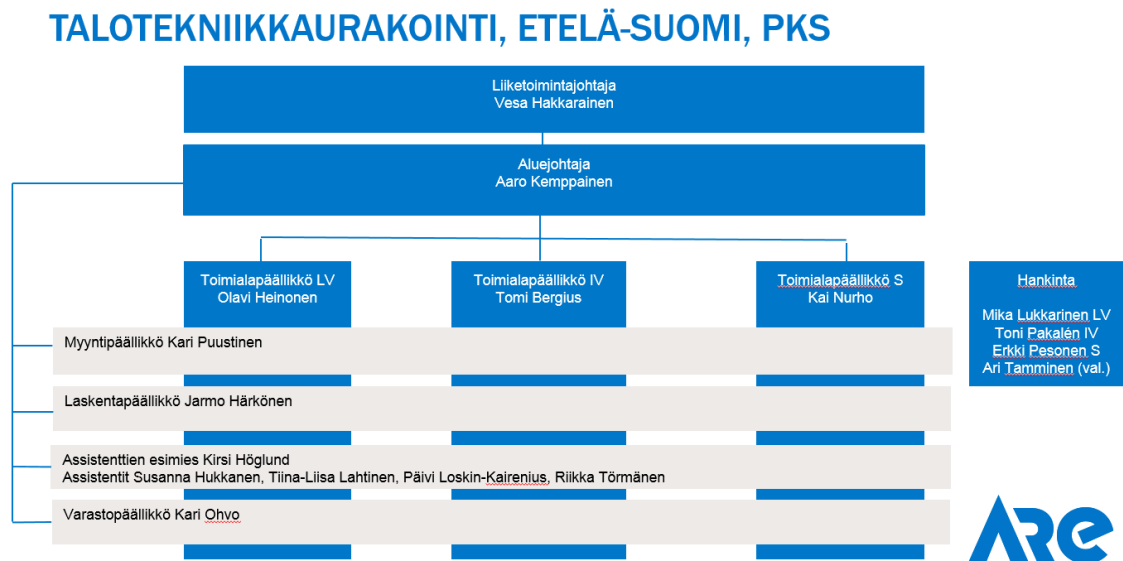 TALOTEKNIIKKAURAKOINTI, ETELÄ-SUOMI, PKS
Liiketoimintajohtaja
Vesa Hakkarainen
Aluejohtaja
Aaro Kemppainen
Toimialapäällikkö LV
Olavi Heinonen
Toimialapäällikkö IV
Tomi Bergius
Toimialapäällikkö S
Kai Nurho
Hankinta
Mika Lukkarinen LV
Toni Pakalén IV
Erkki Pesonen S
Ari Tamminen (val.)
Myyntipäällikkö Kari Puustinen
Laskentapäällikkö Jarmo Härkönen
Assistenttien esimies Kirsi Höglund
Assistentit Susanna Hukkanen, Tiina-Liisa Lahtinen, Päivi Loskin-Kairenius, Riikka Törmänen
Varastopäällikkö Kari Ohvo
Are